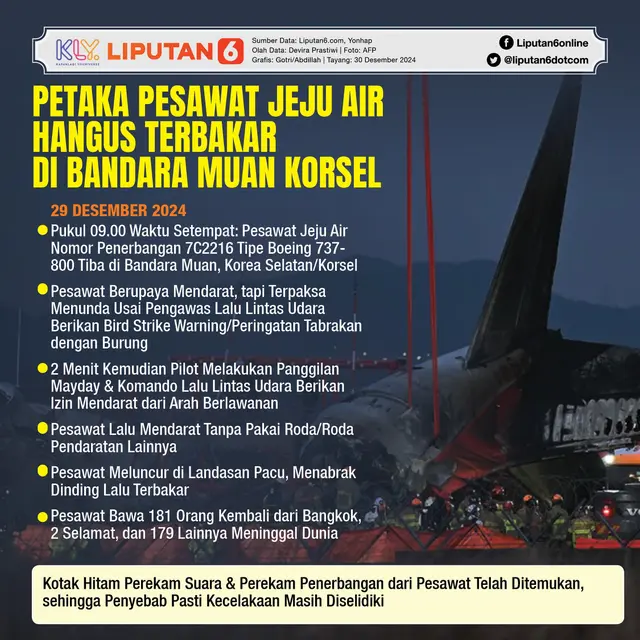 KLY
KAPANLAGI YOUNIVERSE
LIPUTAN 6
Sumber Data: Liputan6.com, Yonhap
Olah Data: Devira Prastiwi | Foto: AFP
Grafis: Gotri/Abdillah | Tayang: 30 Desember 2024
Liputan6online
@liputan6dotcom
PETAKA PESAWAT JEJU AIR
HANGUS TERBAKAR
DI BANDARA MUAN KORSEL
29 DESEMBER 2024
Pukul 09.00 Waktu Setempat: Pesawat Jeju Air
Nomor Penerbangan 7C2216 Tipe Boeing 737-
800 Tiba di Bandara Muan, Korea Selatan/Korsel
Pesawat Berupaya Mendarat, tapi Terpaksa
Menunda Usai Pengawas Lalu Lintas Udara
Berikan Bird Strike Warning/Peringatan Tabrakan
dengan Burung
2 Menit Kemudian Pilot Melakukan Panggilan
Mayday & Komando Lalu Lintas Udara Berikan
Izin Mendarat dari Arah Berlawanan
Pesawat Lalu Mendarat Tanpa Pakai Roda/Roda
Pendaratan Lainnya
Pesawat Meluncur di Landasan Pacu, Menabrak
Dinding Lalu Terbakar
Pesawat Bawa 181 Orang Kembali dari Bangkok,
2 Selamat, dan 179 Lainnya Meninggal Dunia
Kotak Hitam Perekam Suara & Perekam Penerbangan dari Pesawat Telah Ditemukan,
sehingga Penyebab Pasti Kecelakaan Masih Diselidiki